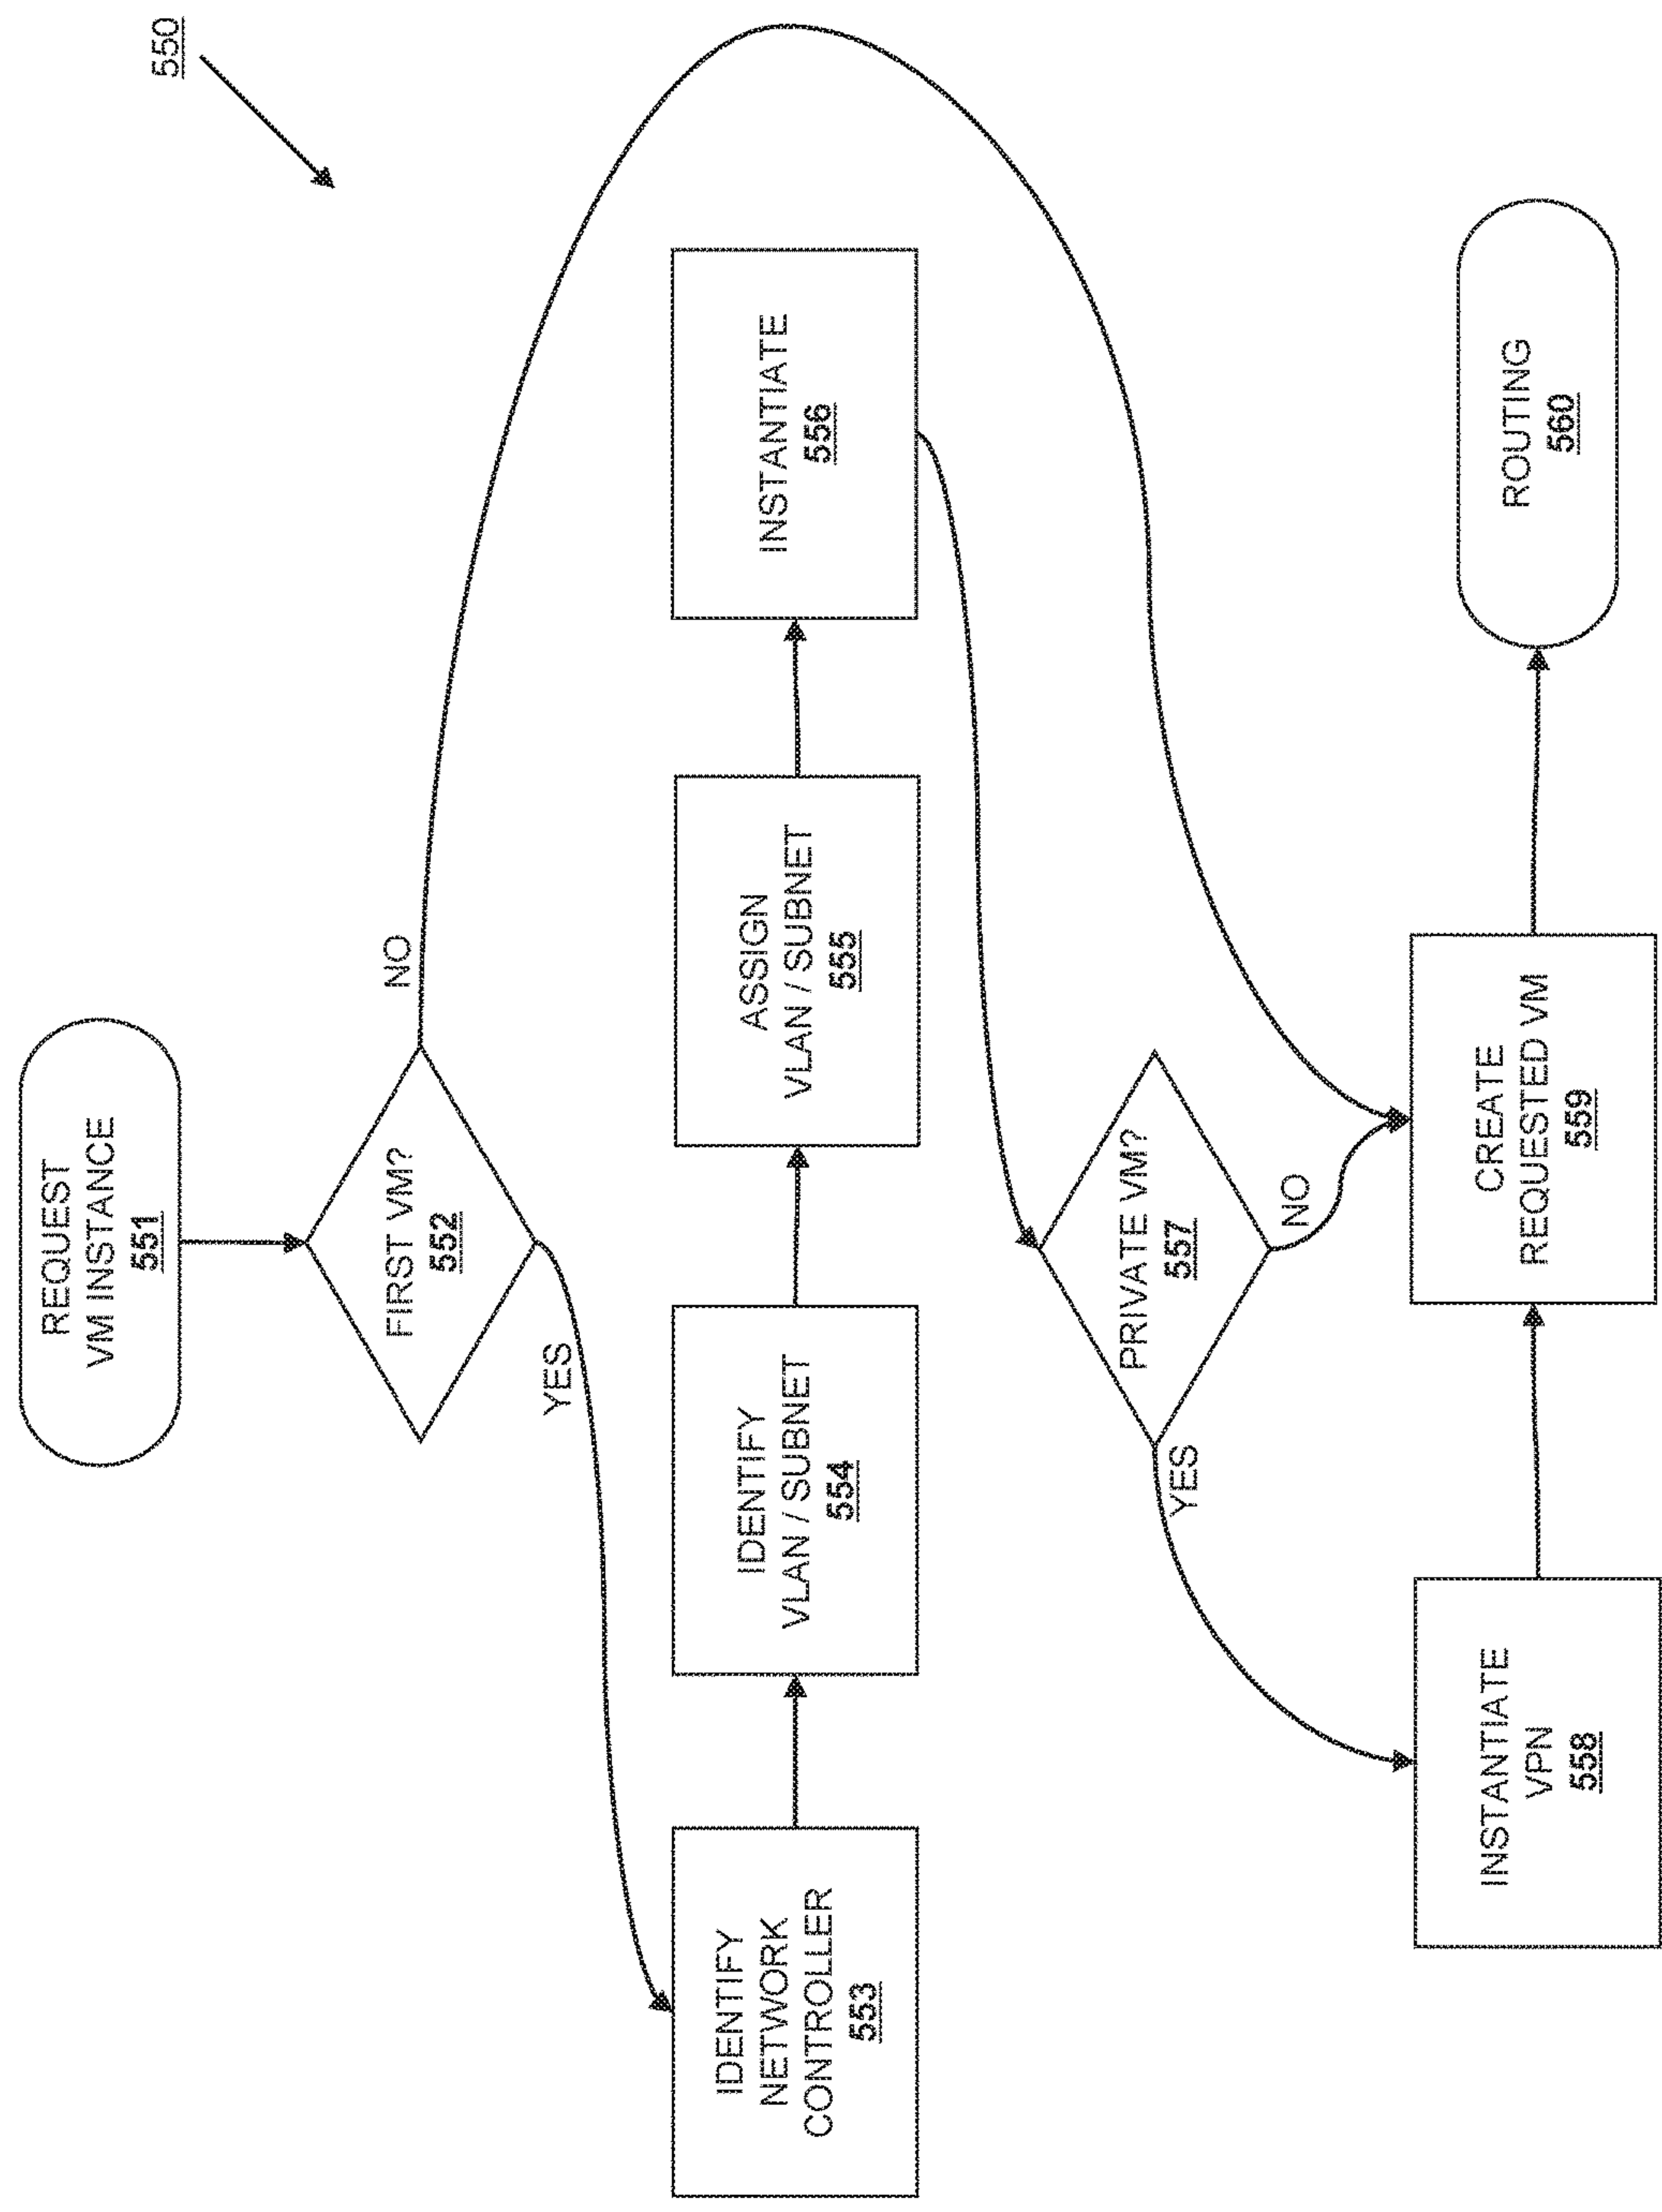 550
REQUEST
VM INSTANCE
551
FIRST VM?
552
NO
YES
IDENTIFY
NETWORK
CONTROLLER
553
IDENTIFY
VLAN / SUBNET
554
ASSIGN
VLAN / SUBNET
555
INSTANTIATE
556
PRIVATE VM?
557
YES
NO
INSTANTIATE
VPN
558
CREATE
REQUESTED VM
559
ROUTING
560